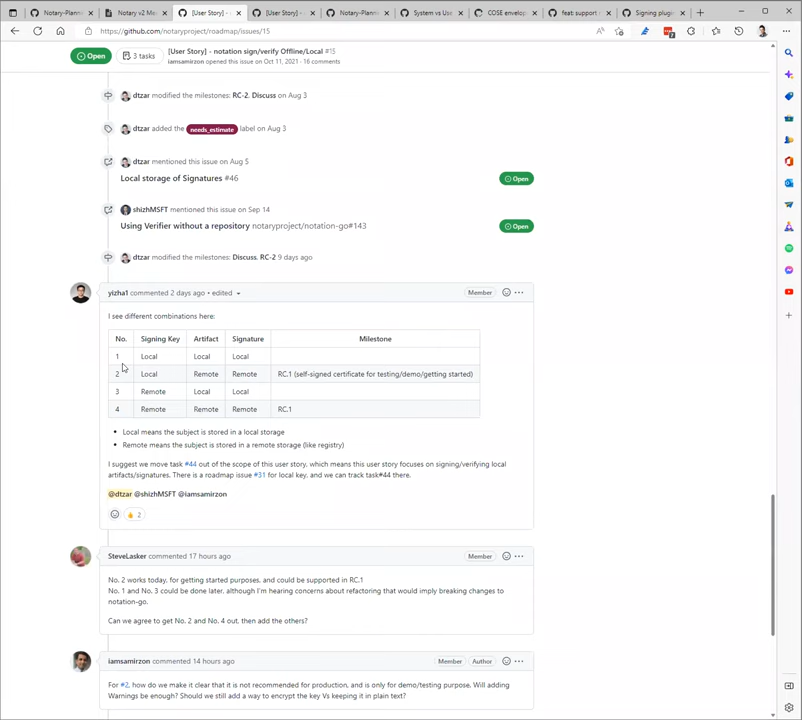 Notary-Plannin
Notary v2 Mee
[User Story] -
[User Story] -
Notary-Plannin
System vs Use
COSE envelop
feat: support n
Signing plugin
https://github.com/notaryproject/roadmap/issues/15
Open
3 tasks
[User Story] - notation sign/verify Offline/Local #15
iamsamirzon opened this issue on Oct 11, 2021 · 16 comments
dtzar modified the milestones: RC-2, Discuss on Aug 3
dtzar added the needs_estimate label on Aug 3
dtzar mentioned this issue on Aug 5
Local storage of Signatures #46
Open
shizhMSFT mentioned this issue on Sep 14
Using Verifier without a repository notaryproject/notation-go#143
Open
dtzar modified the milestones: Discuss, RC-2 9 days ago
yizha1 commented 2 days ago • edited
Member
I see different combinations here:
No. Signing Key Artifact Signature Milestone
1 Local Local Local
2 Local Remote Remote RC.1 (self-signed certificate for testing/demo/getting started)
3 Remote Local Local
4 Remote Remote Remote RC.1
• Local means the subject is stored in a local storage
• Remote means the subject is stored in a remote storage (like registry)
I suggest we move task #44 out of the scope of this user story, which means this user story focuses on signing/verifying local
artifacts/signatures. There is a roadmap issue #31 for local key, and we can track task#44 there.
@dtzar @shizhMSFT @iamsamirzon
2
SteveLasker commented 17 hours ago
Member
No. 2 works today, for getting started purposes, and could be supported in RC.1
No. 1 and No. 3 could be done later, although I'm hearing concerns about refactoring that would imply breaking changes to
notation-go.
Can we agree to get No. 2 and No. 4 out, then add the others?
iamsamirzon commented 14 hours ago
Member
Author
For #2, how do we make it clear that it is not recommended for production, and is only for demo/testing purpose. Will adding
Warnings be enough? Should we still add a way to encrypt the key Vs keeping it in plain text?